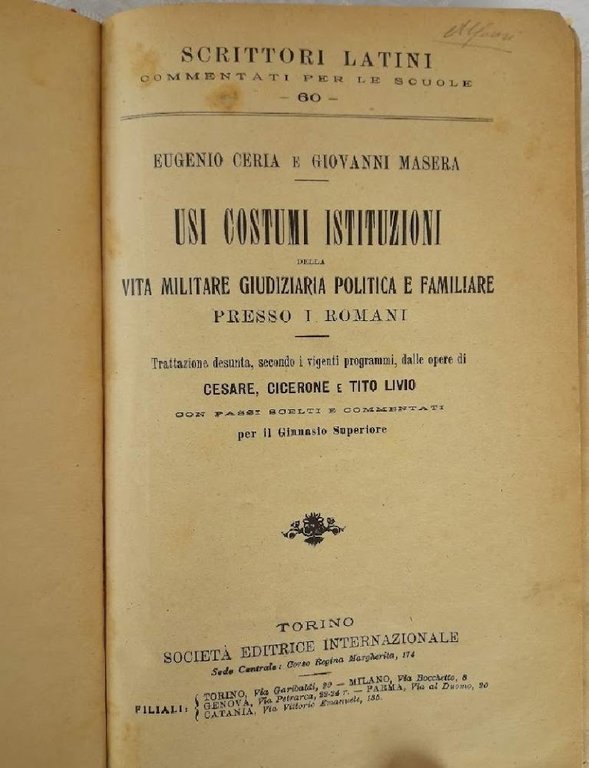 SCRITTORI LATINI
COMMENTATI PER LE SCUOLE
- 60 -
EUGENIO CERIA E GIOVANNI MASERA
USI COSTUMI ISTITUZIONI
DELLA
VITA MILITARE GIUDIZIARIA POLITICA E FAMILIARE
PRESSO I ROMANI
Trattazione desunta, secondo i vigenti programmi, dalle opere di
CESARE, CICERONE E TITO LIVIO
CON PASSI SCELTI E COMMENTATI
per il Ginnasio Superiore
TORINO
SOCIETÀ EDITRICE INTERNAZIONALE
Sede Centrale: Corso Regina Margherita, 174
FILIALI: TORINO, Via Garibaldi, 20 — MILANO, Via Bocchetto, 8
GENOVA, Via Petrarca, 22-24 r. — PARMA, Via al Duomo, 20
CATANIA, Via Vittorio Emanuele, 135.